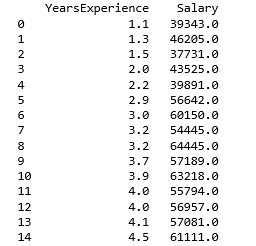 YearsExperience Salary
0 1.1 39343.0
1 1.3 46205.0
2 1.5 37731.0
3 2.0 43525.0
4 2.2 39891.0
5 2.9 56642.0
6 3.0 60150.0
7 3.2 54445.0
8 3.2 64445.0
9 3.7 57189.0
10 3.9 63218.0
11 4.0 55794.0
12 4.0 56957.0
13 4.1 57081.0
14 4.5 61111.0